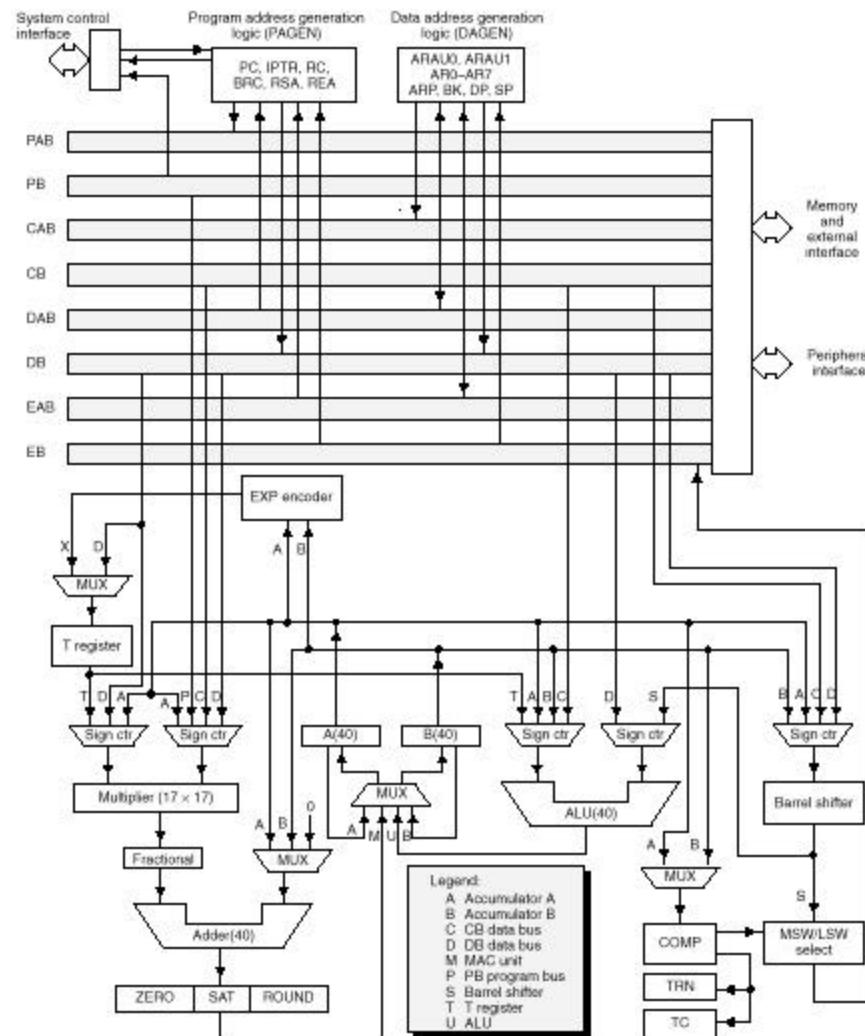 System control
interface
Program address generation
logic (PAGEN)
Data address generation
logic (DAGEN)
PC, IPTR, RC,
BRC, RSA, REA
ARAU0, ARAU1
AR0–AR7
ARP, BK, DP, SP
PAB
PB
CAB
CB
DAB
DB
EAB
EB
Memory
and
external
interface
Periphera
interface
EXP encoder
X
D
A
B
MUX
T register
T
D
A
A
P
C
D
Sign ctr
Sign ctr
A(40)
B(40)
T
A
B
C
D
S
Sign ctr
Sign ctr
B
A
C
D
Sign ctr
Multiplier (17 × 17)
MUX
A
M
U
B
ALU(40)
Barrel shifter
Fractional
A
B
0
MUX
Adder(40)
ZERO
SAT
ROUND
A
B
MUX
S
COMP
MSW/LSW
select
TRN
TC
Legend:
A Accumulator A
B Accumulator B
C CB data bus
D DB data bus
M MAC unit
P PB program bus
S Barrel shifter
T T register
U ALU